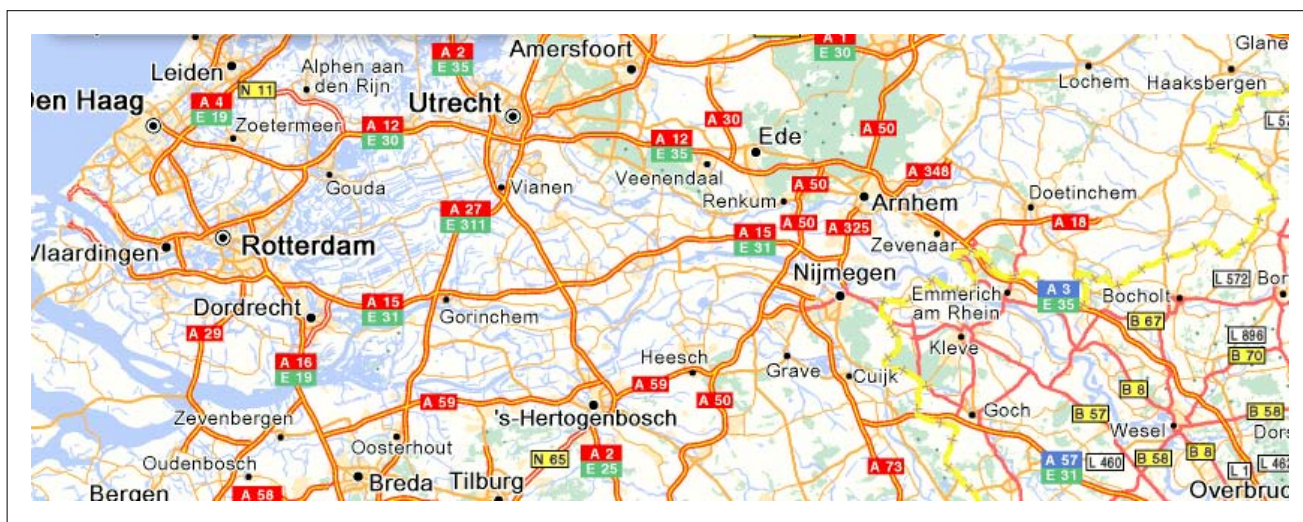 A 2
E 35
Amersfoort
A 1
E 30
Leiden
Alphen aan
den Rijn
Lochem
Haaksbergen
N 11
Den Haag
A 4
E 19
Utrecht
Zoetermeer
A 12
E 30
A 30
A 12
E 35
Ede
A 50
Veenendaal
A 348
Gouda
Vianen
A 50
Renkum
Arnhem
Doetinchem
A 27
E 311
A 50
A 325
A 18
Vlaardingen
Rotterdam
A 15
E 31
Zevenaar
Nijmegen
L 572
Dordrecht
A 15
E 31
Gorinchem
Emmerich
am Rhein
A 3
E 35
Bocholt
A 29
B 67
Kleve
L 896
B 70
A 16
E 19
Heesch
Grave
Cuijk
A 59
A 59
A 50
B 8
's-Hertogenbosch
Zevenbergen
Goch
B 57
B 58
Oosterhout
Wesel
Oudenbosch
N 65
A 2
E 25
A 73
A 57
E 31
L 460
B 58
B 8
L 1
Bergen
A 58
Breda
Tilburg